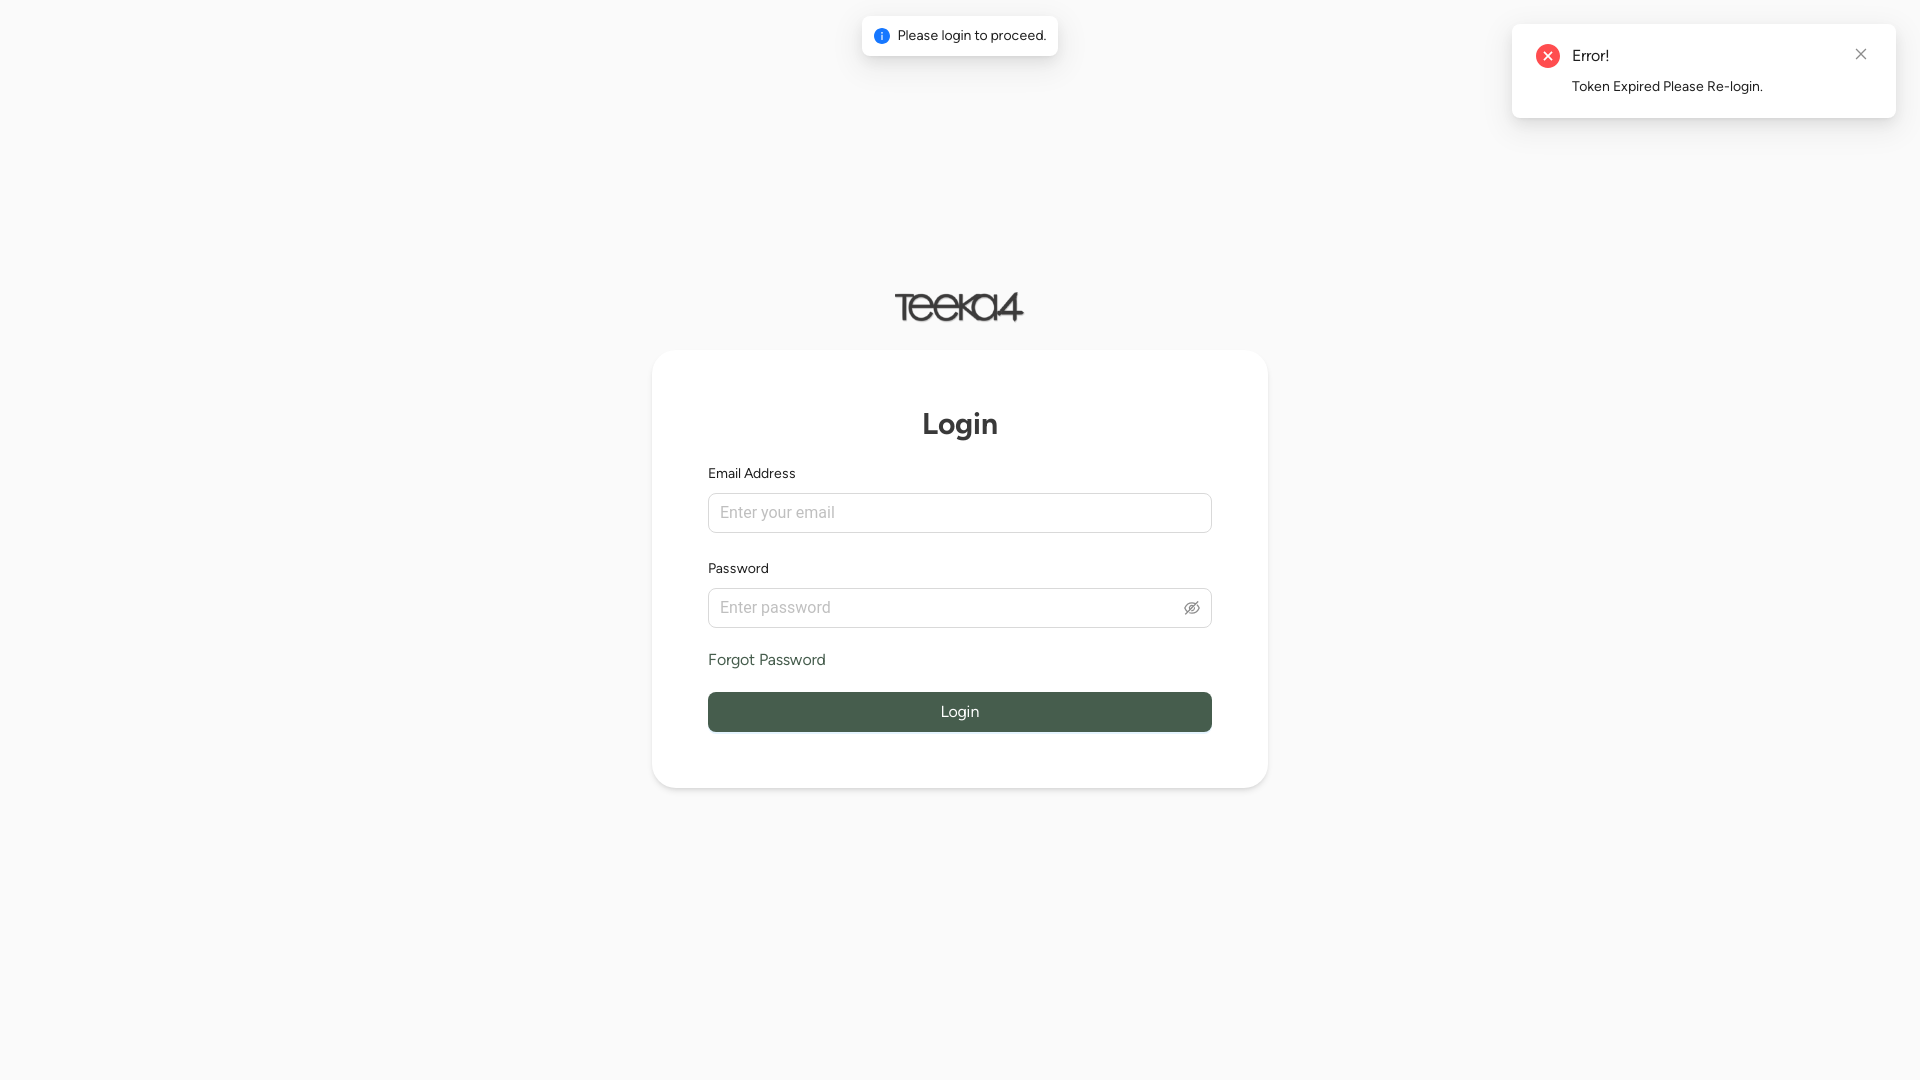 Please login to proceed.
Error!
Token Expired Please Re-login.
Teeka4
Login
Email Address
Enter your email
Password
Enter password
Forgot Password
Login